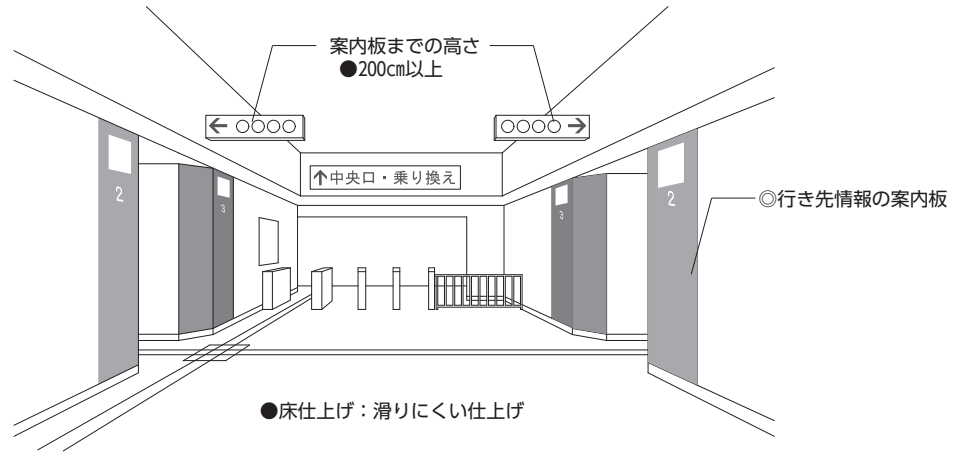 案内板までの高さ
●200cm以上
← ○○○○
○○○○ →
↑中央口・乗り換え
2
3
3
2
◎行き先情報の案内板
●床仕上げ：滑りにくい仕上げ